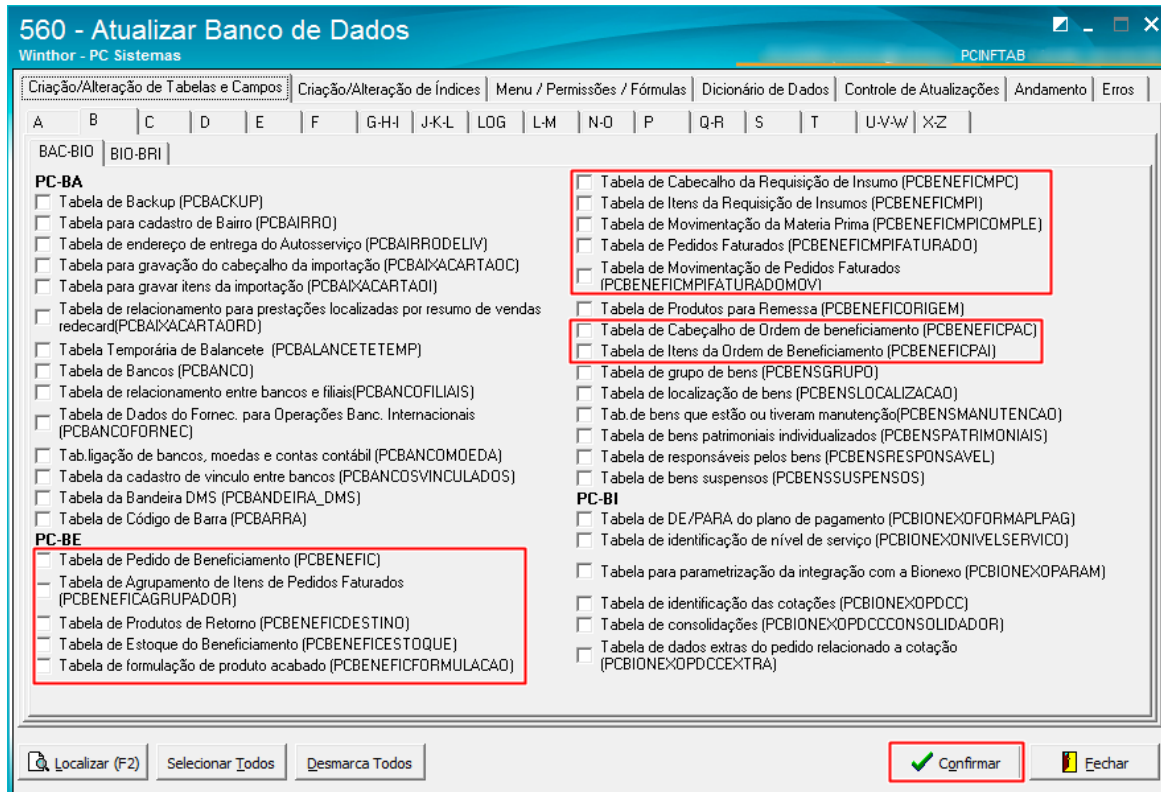 560 - Atualizar Banco de Dados
Winthor - PC Sistemas
PCINFTAB
Criação/Alteração de Tabelas e Campos
Criação/Alteração de Índices
Menu / Permissões / Fórmulas
Dicionário de Dados
Controle de Atualizações
Andamento
Erros
A
B
C
D
E
F
G-H-I
J-K-L
LOG
L-M
N-O
P
Q-R
S
T
U-V-W
X-Z
BAC-BIO
BIO-BRI
PC-BA
Tabela de Backup (PCBACKUP)
Tabela para cadastro de Bairro (PCBAIRRO)
Tabela de endereço de entrega do Autosserviço (PCBAIRRODELIV)
Tabela para gravação do cabeçalho da importação (PCBAIXACARTAOC)
Tabela para gravar itens da importação (PCBAIXACARTAOI)
Tabela de relacionamento para prestações localizadas por resumo de vendas
redecard(PCBAIXACARTAORD)
Tabela Temporária de Balancete (PCBALANCETETEMP)
Tabela de Bancos (PCBANCO)
Tabela de relacionamento entre bancos e filiais(PCBANCOFILIAIS)
Tabela de Dados do Fornec. para Operações Banc. Internacionais
(PCBANCOFORNEC)
Tab.ligação de bancos, moedas e contas contábil (PCBANCOMOEDA)
Tabela da cadastro de vinculo entre bancos (PCBANCOSVINCULADOS)
Tabela da Bandeira DMS (PCBANDEIRA_DMS)
Tabela de Código de Barra (PCBARRA)
PC-BE
Tabela de Pedido de Beneficiamento (PCBENEFIC)
Tabela de Agrupamento de Itens de Pedidos Faturados
(PCBENEFICAGRUPADOR)
Tabela de Produtos de Retorno (PCBENEFICDESTINO)
Tabela de Estoque do Beneficiamento (PCBENEFICESTOQUE)
Tabela de formulação de produto acabado (PCBENEFICFORMULACAO)
Tabela de Cabecalho da Requisição de Insumo (PCBENEFICMPC)
Tabela de Itens da Requisição de Insumos (PCBENEFICMPI)
Tabela de Movimentação da Materia Prima (PCBENEFICMPICOMPLE)
Tabela de Pedidos Faturados (PCBENEFICMPIFATURADO)
Tabela de Movimentação de Pedidos Faturados
(PCBENEFICMPIFATURADOMOV)
Tabela de Produtos para Remessa (PCBENEFICORIGEM)
Tabela de Cabeçalho de Ordem de beneficiamento (PCBENEFICPAC)
Tabela de Itens da Ordem de Beneficiamento (PCBENEFICPAI)
Tabela de grupo de bens (PCBENSGRUPO)
Tabela de localização de bens (PCBENSLOCALIZACAO)
Tab.de bens que estão ou tiveram manutenção(PCBENSMANUTENCAO)
Tabela de bens patrimoniais individualizados (PCBENSPATRIMONIAIS)
Tabela de responsáveis pelos bens (PCBENSRESPONSAVEL)
Tabela de bens suspensos (PCBENSSUSPENSOS)
PC-BI
Tabela de DE/PARA do plano de pagamento (PCBIONEXOFORMAPLPAG)
Tabela de identificação de nível de serviço (PCBIONEXONIVELSERVICO)
Tabela para parametrização da integração com a Bionexo (PCBIONEXOPARAM)
Tabela de identificação das cotações (PCBIONEXOPDCC)
Tabela de consolidações (PCBIONEXOPDCCCONSOLIDADOR)
Tabela de dados extras do pedido relacionado a cotação
(PCBIONEXOPDCCEXTRA)
Localizar (F2)
Selecionar Todos
Desmarca Todos
Confirmar
Fechar